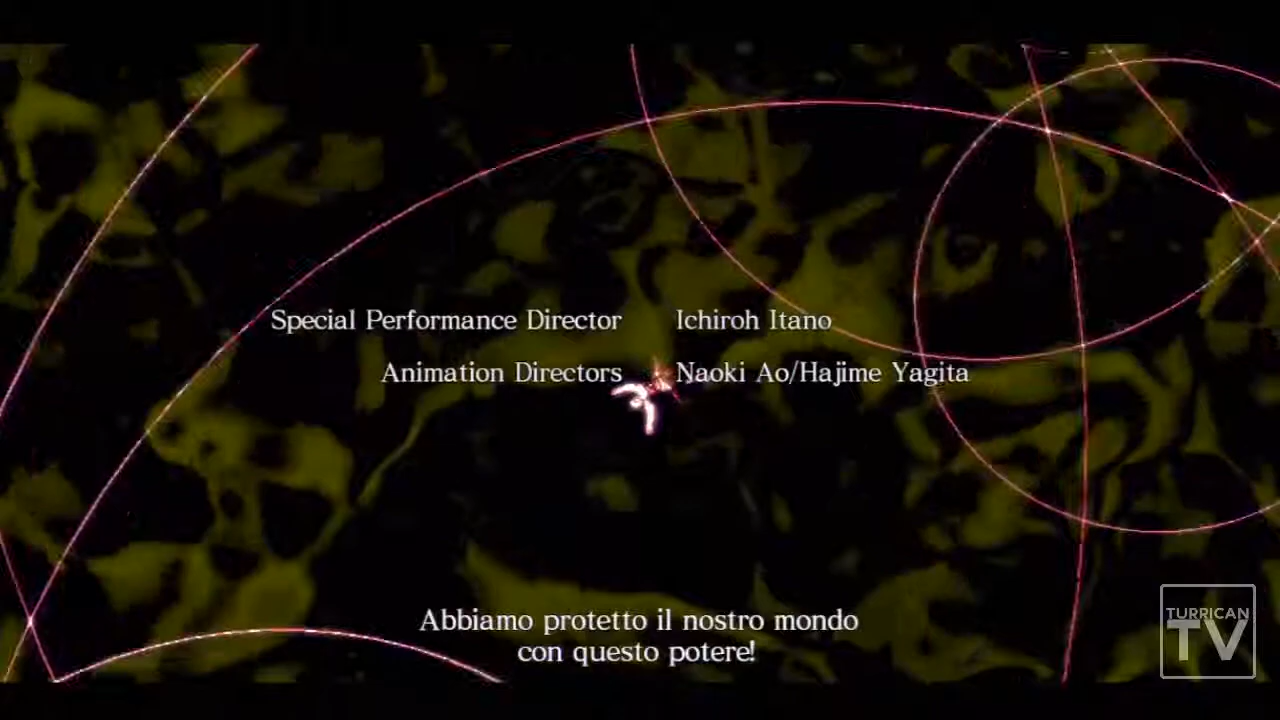 Special Performance Director Ichiroh Itano
Animation Directors Naoki Ao/Hajime Yagita
Abbiamo protetto il nostro mondo
con questo potere!
TURRICAN
TV